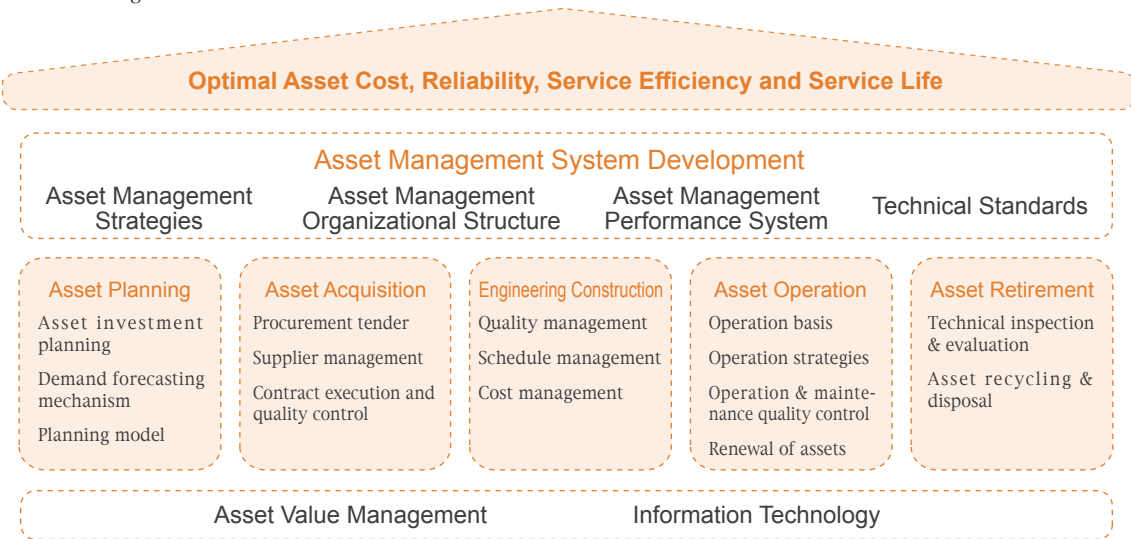 Optimal Asset Cost, Reliability, Service Efficiency and Service Life
Asset Management System Development
Asset Management
Strategies
Asset Management
Organizational Structure
Asset Management
Performance System
Technical Standards
Asset Planning
Asset investment
planning
Demand forecasting
mechanism
Planning model
Asset Acquisition
Procurement tender
Supplier management
Contract execution and
quality control
Engineering Construction
Quality management
Schedule management
Cost management
Asset Operation
Operation basis
Operation strategies
Operation & mainte-
nance quality control
Renewal of assets
Asset Retirement
Technical inspection
& evaluation
Asset recycling &
disposal
Asset Value Management
Information Technology